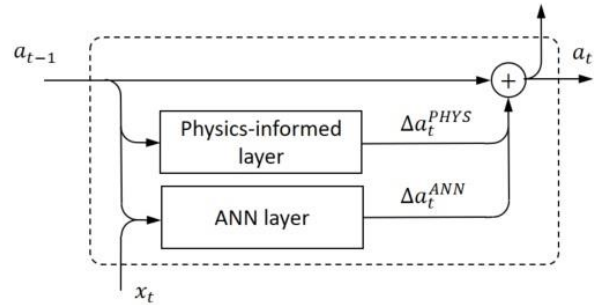 a_{t-1}
a_t
+
Physics-informed
layer
Δa_t^{PHYS}
ANN layer
Δa_t^{ANN}
x_t